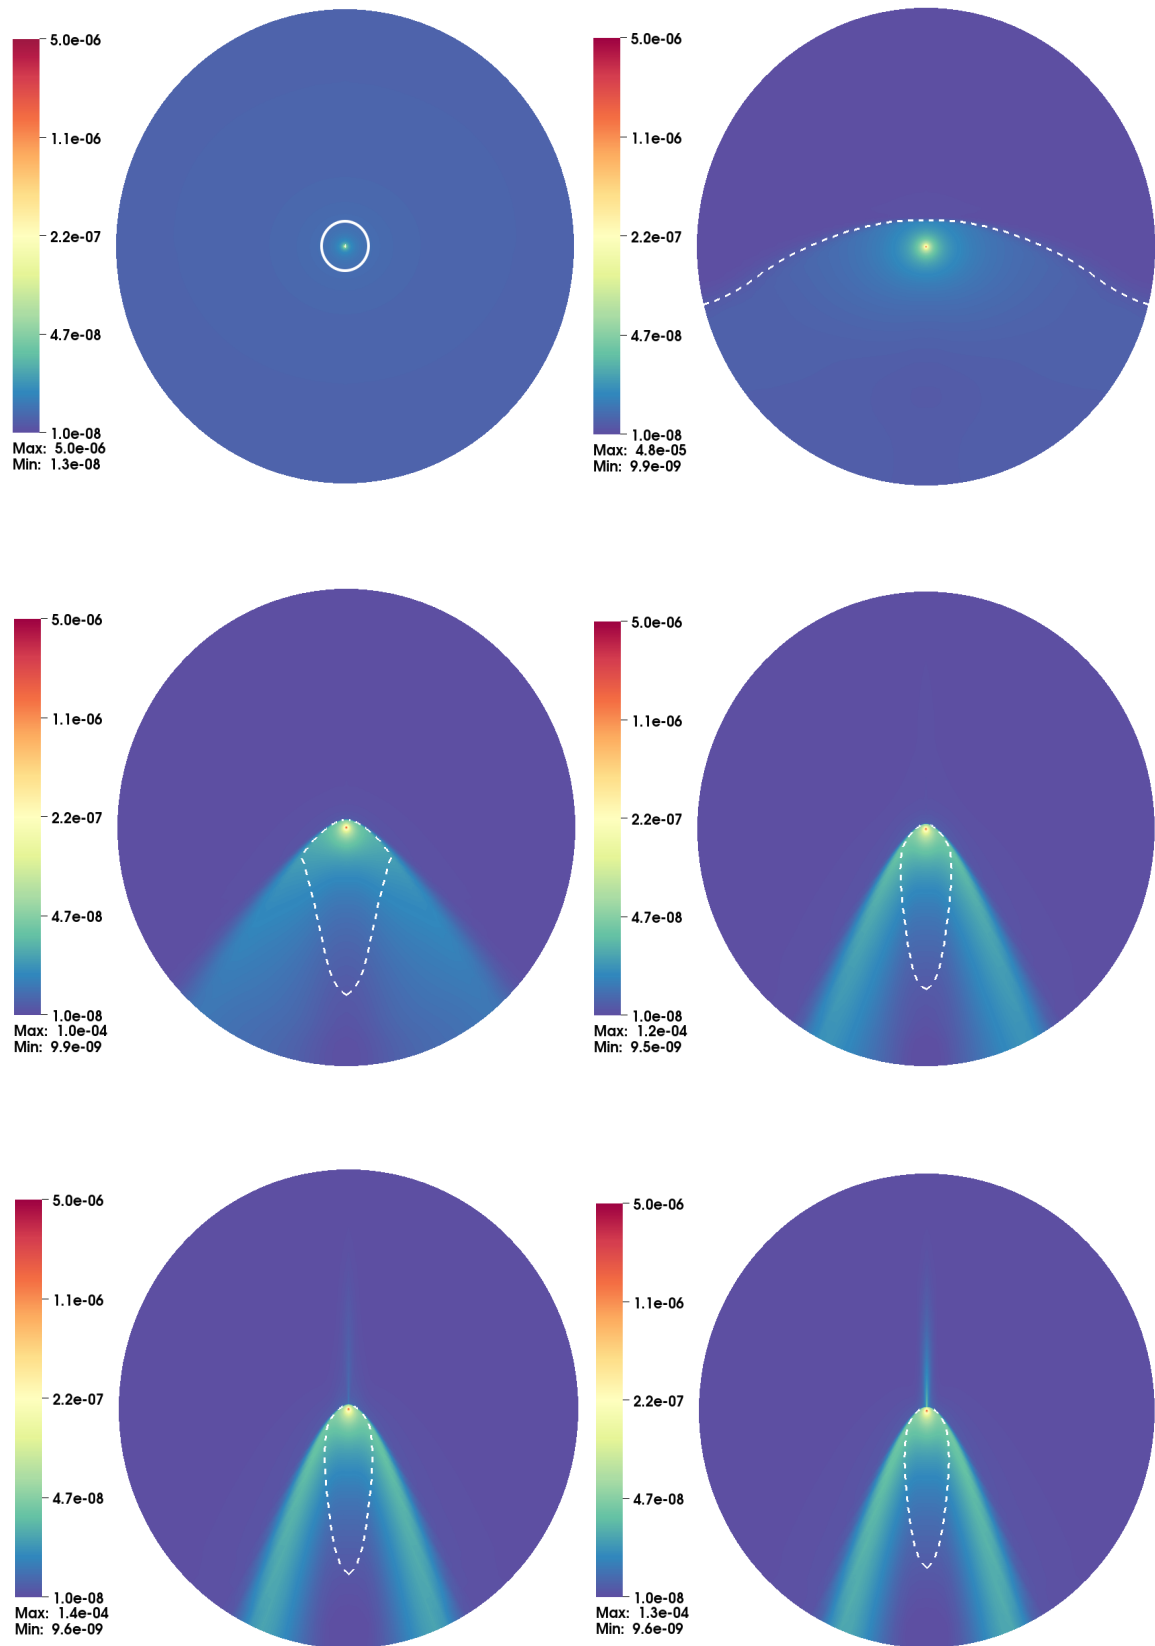 5.0e-06
1.1e-06
2.2e-07
4.7e-08
1.0e-08
Max: 5.0e-06
Min: 1.3e-08
5.0e-06
1.1e-06
2.2e-07
4.7e-08
1.0e-08
Max: 4.8e-05
Min: 9.9e-09
5.0e-06
1.1e-06
2.2e-07
4.7e-08
1.0e-08
Max: 1.0e-04
Min: 9.9e-09
5.0e-06
1.1e-06
2.2e-07
4.7e-08
1.0e-08
Max: 1.2e-04
Min: 9.5e-09
5.0e-06
1.1e-06
2.2e-07
4.7e-08
1.0e-08
Max: 1.4e-04
Min: 9.6e-09
5.0e-06
1.1e-06
2.2e-07
4.7e-08
1.0e-08
Max: 1.3e-04
Min: 9.6e-09